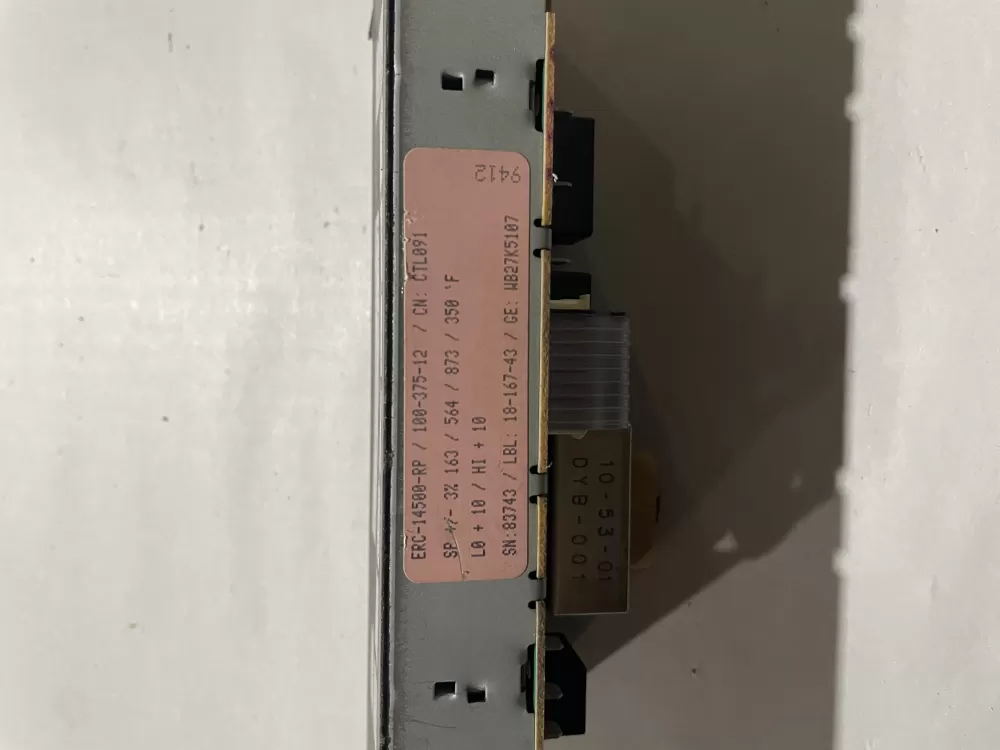 ERC-14500-RP / 100-375-12 / CN: CTL091
SP +/- 3% 163 / 564 / 873 / 350 °F
L0 + 10 / HI + 10
SN:83743 / LBL: 18-167-43 / GE: WB27K5107
9412
10-53-01
DYB-001